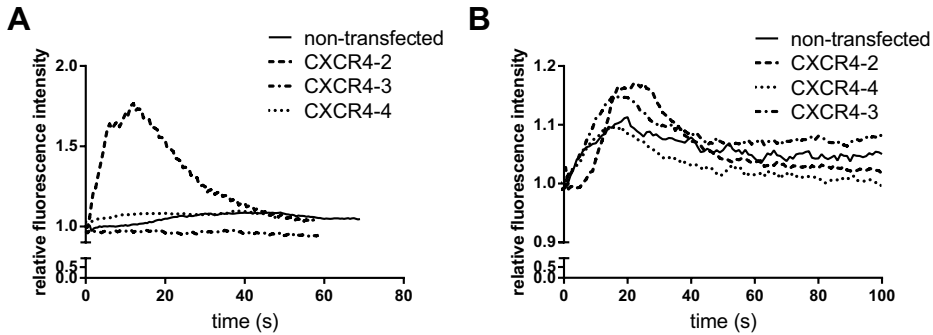 A
relative fluorescence intensity
2.0
1.5
1.0
0.5
0.0
0
20
40
60
80
time (s)
non-transfected
CXCR4-2
CXCR4-3
CXCR4-4
B
relative fluorescence intensity
1.2
1.1
1.0
0.9
0.5
0.0
0
20
40
60
80
100
time (s)
non-transfected
CXCR4-2
CXCR4-4
CXCR4-3